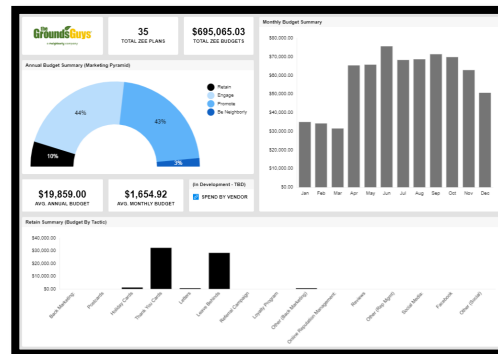 the
GroundsGuys
a neighborly company
35
TOTAL ZEE PLANS
$695,065.03
TOTAL ZEE BUDGETS
Annual Budget Summary (Marketing Pyramid)
Retain
Engage
Promote
Be Neighborly
10%
44%
43%
3%
$19,859.00
AVG. ANNUAL BUDGET
$1,654.92
AVG. MONTHLY BUDGET
(In Development - TBD)
SPEND BY VENDOR
Monthly Budget Summary
$80,000.00
$70,000.00
$60,000.00
$50,000.00
$40,000.00
$30,000.00
$20,000.00
$10,000.00
$0.00
Jan Feb Mar Apr May Jun Jul Aug Sep Oct Nov Dec
Retain Summary (Budget By Tactic)
$40,000.00
$30,000.00
$20,000.00
$10,000.00
$0.00
Back Marketing
Postcards
Holiday Cards
Thank You Cards
Letters
Leave Behinds
Referral Campaign
Loyalty Program
Other (Back Marketing)
Online Reputation Management
Reviews
Other (Rep Mgmt)
Social Media
Facebook
Other (Social)